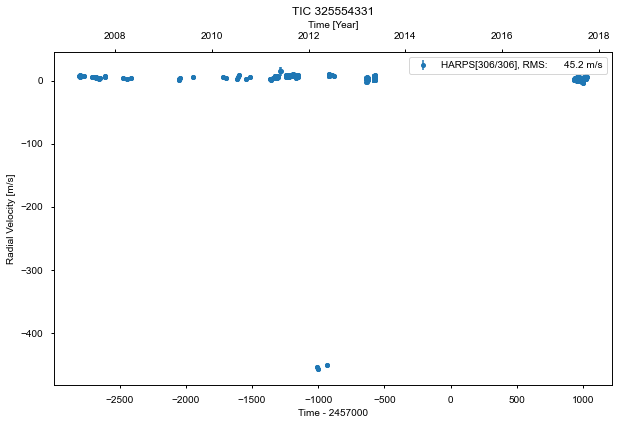 TIC 325554331
Time [Year]
2008 2010 2012 2014 2016 2018
HARPS[306/306], RMS: 45.2 m/s
Radial Velocity [m/s]
0
−100
−200
−300
−400
−2500 −2000 −1500 −1000 −500 0 500 1000
Time - 2457000